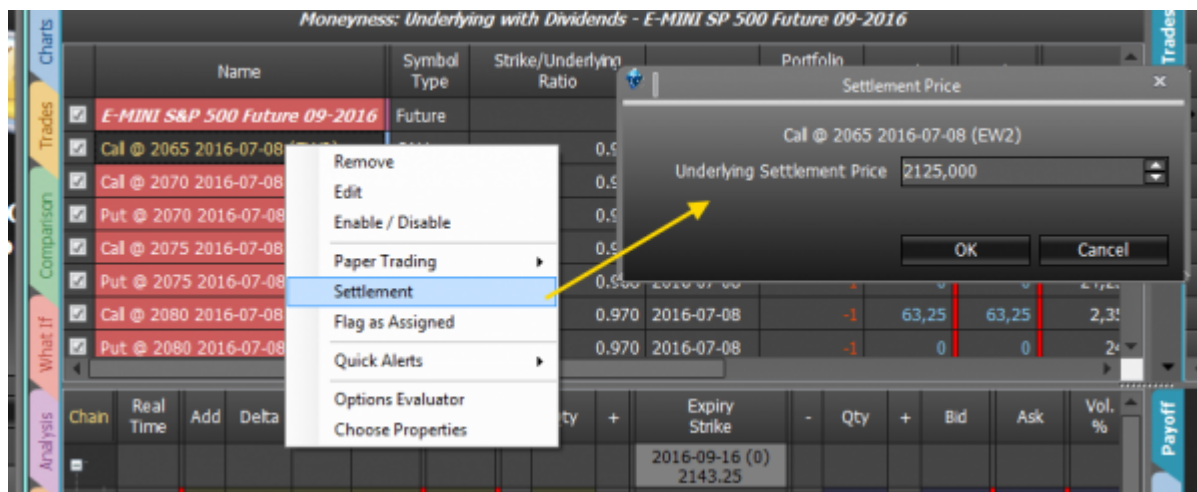 Moneyness: Underlying with Dividends - E-MINI SP 500 Future 09-2016
Charts
Trades
Comparison
What If
Analysis
Trades
Payoff
Name
Symbol Type
Strike/Underlying Ratio
Portfolio
E-MINI S&P 500 Future 09-2016 Future
Call @ 2065 2016-07-08 (EW2)
Call @ 2070 2016-07-08
Put @ 2070 2016-07-08
Call @ 2075 2016-07-08
Put @ 2075 2016-07-08
Call @ 2080 2016-07-08 0.970 2016-07-08 -1 63,25 63,25 2,35
Put @ 2080 2016-07-08 0.970 2016-07-08 -1 0 0
Remove
Edit
Enable / Disable
Paper Trading
Settlement
Flag as Assigned
Quick Alerts
Options Evaluator
Choose Properties
Settlement Price
Call @ 2065 2016-07-08 (EW2)
Underlying Settlement Price 2125,000
OK Cancel
Chain Real Time Add Delta + Expiry Strike - Qty + Bid Ask Vol. %
2016-09-16 (0)
2143.25